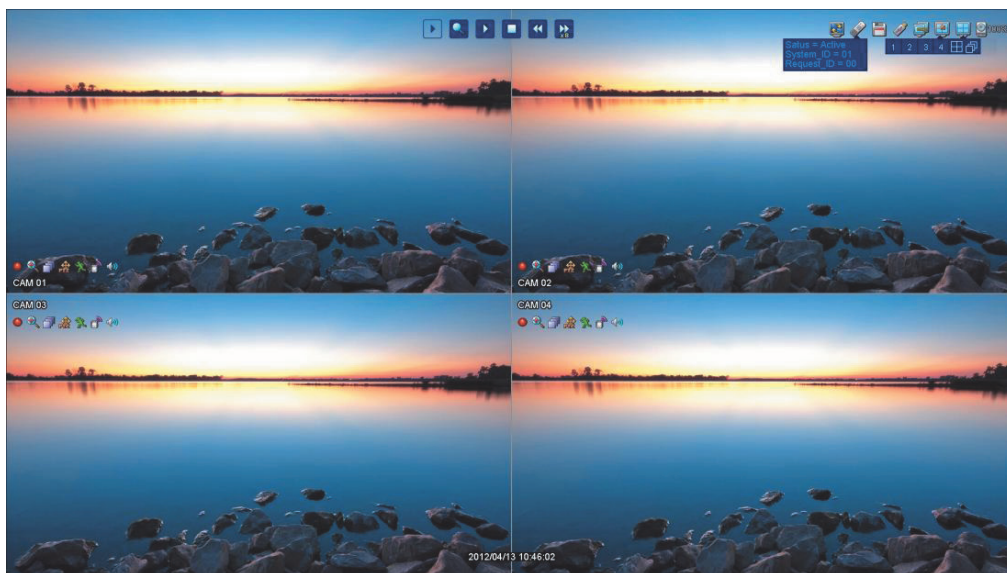 Satus = Active
System_ID = 01
Request_ID = 00
1 2 3 4
CAM 01
CAM 02
CAM 03
CAM 04
2012/04/13 10:46:02